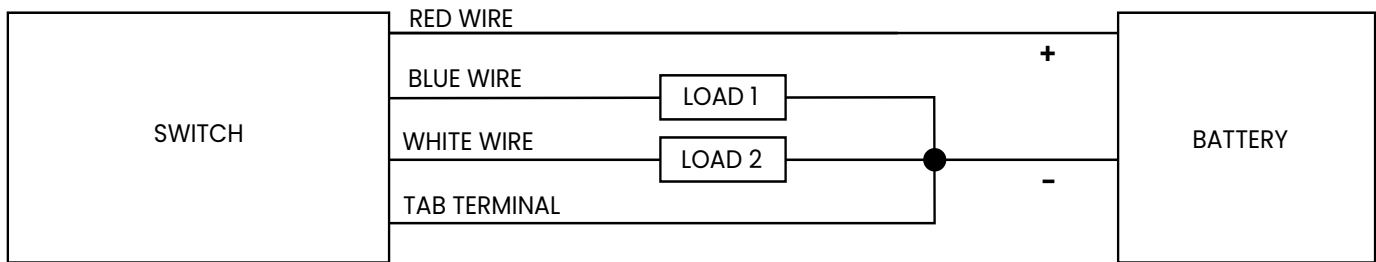 RED WIRE
+
BLUE WIRE
LOAD 1
SWITCH
BATTERY
WHITE WIRE
LOAD 2
-
TAB TERMINAL